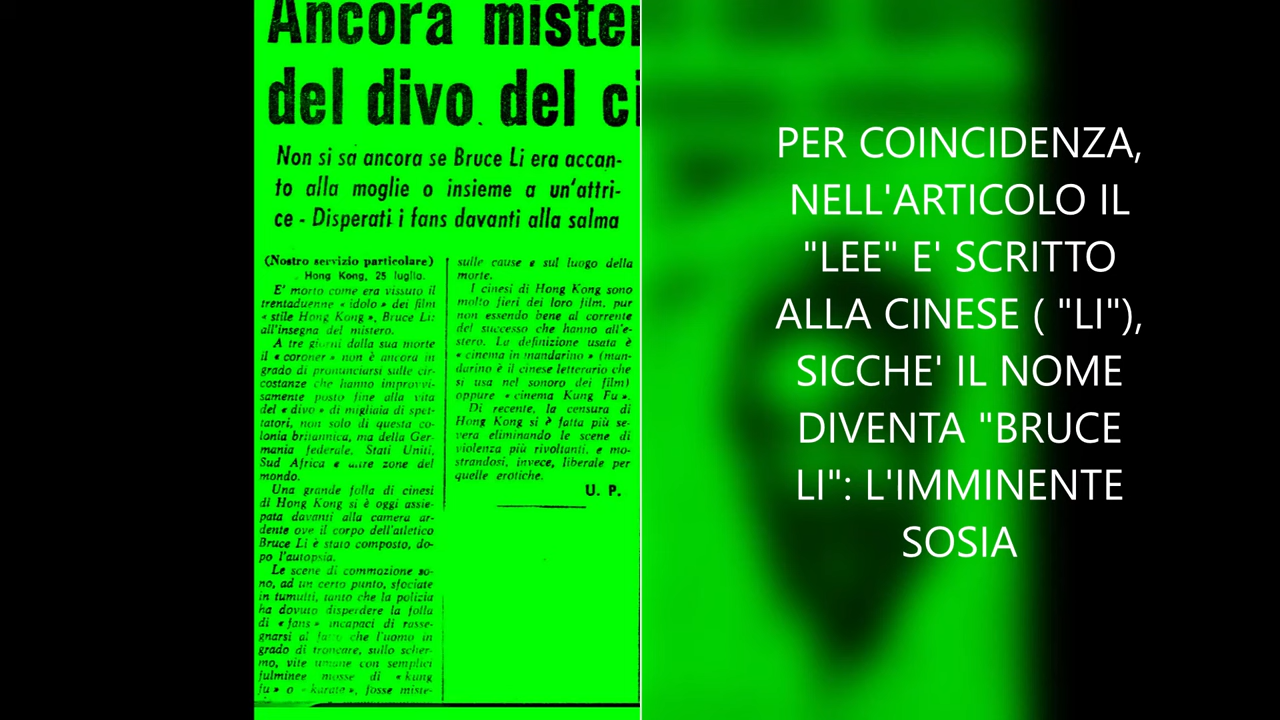 Ancora
del divo del
Non si sa ancora se Bruce Li era accan-
to alla moglie o insieme a un'attri-
ce - Disperati i fans davanti alla salma
(Nostro servizio particolare)
Hong Kong, 25 luglio.
E' morto come era vissuto il
trentaduenne « idolo » dei film
« stile Hong Kong », Bruce Li:
all'insegna del mistero.
A tre giorni dalla sua morte
il « coroner » non è ancora in
grado di pronunciarsi sulle cir-
costanze che hanno improvvi-
samente posto fine alla vita
del « divo » di migliaia di spet-
tatori, non solo di questa co-
lonia britannica, ma della Ger-
mania federale, Stati Uniti,
Sud Africa e altre zone del
mondo.
Una grande folla di cinesi
di Hong Kong si è oggi assie-
pata davanti alla camera ar-
dente ove il corpo dell'atletico
Bruce Li è stato composto, do-
po l'autopsia.
Le scene di commozione so-
no, ad un certo punto, sfociate
in tumulti, tanto che la polizia
ha dovuto disperdere la folla
di « fans » incapaci di rasse-
gnarsi al fatto che l'uomo in
grado di troncare, sullo scher-
mo, vite umane con semplici
fulminee mosse di « kung
fu » o « karate », fosse miste-
sulle cause e sul luogo della
morte.
I cinesi di Hong Kong sono
molto fieri dei loro film, pur
non essendo bene al corrente
del successo che hanno all'e-
stero. La definizione usata è
« cinema in mandarino » (man-
darino è il cinese letterario che
si usa nel sonoro dei film)
oppure « cinema Kung Fu ».
Di recente, la censura di
Hong Kong si è fatta più se-
vera eliminando le scene di
violenza più rivoltanti, e mo-
strandosi, invece, liberale per
quelle erotiche.
U. P.
PER COINCIDENZA,
NELL'ARTICOLO IL
"LEE" E' SCRITTO
ALLA CINESE ( "LI"),
SICCHE' IL NOME
DIVENTA "BRUCE
LI": L'IMMINENTE
SOSIA